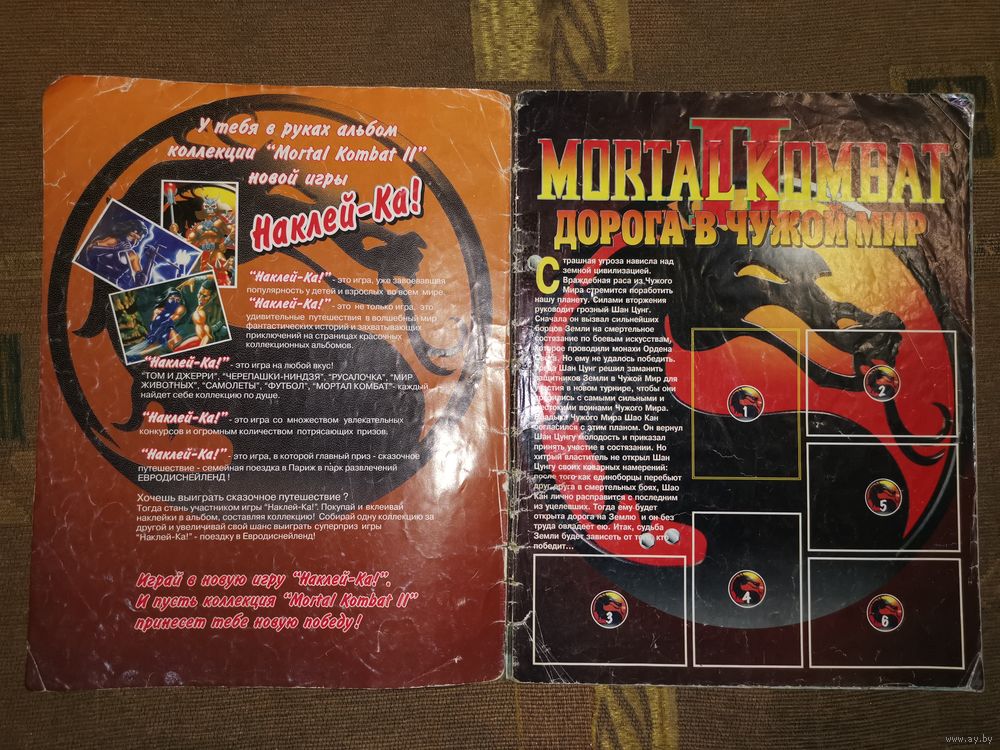 У тебя в руках альбом
коллекции "Mortal Kombat II"
новой игры
Наклей-Ка!
"Наклей-Ка!" - это игра, уже завоевавшая
популярность у детей и взрослых во всем мире.
"Наклей-Ка!" - это не только игра, это
удивительные путешествия в волшебный мир
фантастических историй и захватывающих
приключений на страницах красочных
коллекционных альбомов.
"Наклей-Ка!" - это игра на любой вкус!
"ТОМ И ДЖЕРРИ", "ЧЕРЕПАШКИ-НИНДЗЯ", "РУСАЛОЧКА", "МИР
ЖИВОТНЫХ", "САМОЛЕТЫ", "ФУТБОЛ", "МОРТАЛ КОМБАТ"- каждый
найдет себе коллекцию по душе.
"Наклей-Ка!" - это игра со множеством увлекательных
конкурсов и огромным количеством потрясающих призов.
"Наклей-Ка!" - это игра, в которой главный приз - сказочное
путешествие - семейная поездка в Париж в парк развлечений
ЕВРОДИСНЕЙЛЕНД !
Хочешь выиграть сказочное путешествие ?
Тогда стань участником игры "Наклей-Ка!". Покупай и вклеивай
наклейки в альбом, составляя коллекцию! Собирай одну коллекцию за
другой и увеличивай свой шанс выиграть суперприз игры
"Наклей-Ка!" - поездку в Евродиснейленд!
Играй в новую игру "Наклей-Ка!".
И пусть коллекция "Mortal Kombat II"
принесет тебе новую победу!
II
MORTAL KOMBAT
ДОРОГА В ЧУЖОЙ МИР
Страшная угроза нависла над
земной цивилизацией.
Враждебная раса из Чужого
Мира стремится поработить
нашу планету. Силами вторжения
руководит грозный Шан Цунг.
Сначала он вызвал сильнейших
борцов Земли на смертельное
состязание по боевым искусствам,
которое проводили монахи Ордена
Света. Но ему не удалось победить.
Тогда Шан Цунг решил заманить
защитников Земли в Чужой Мир для
участия в новом турнире, чтобы они
сразились с самыми сильными и
жестокими воинами Чужого Мира.
Владыка Чужого Мира Шао Кан
согласился с этим планом. Он вернул
Шан Цунгу молодость и приказал
принять участие в состязании. Но
хитрый властитель не открыл Шан
Цунгу своих коварных намерений:
после того как единоборцы перебьют
друг друга в смертельных боях, Шао
Кан лично расправится с последним
из уцелевших. Тогда ему будет
открыта дорога на Землю и он без
труда овладеет ею. Итак, судьба
Земли будет зависеть от того кто
победит...
1
2
3
4
5
6
www.ay.by